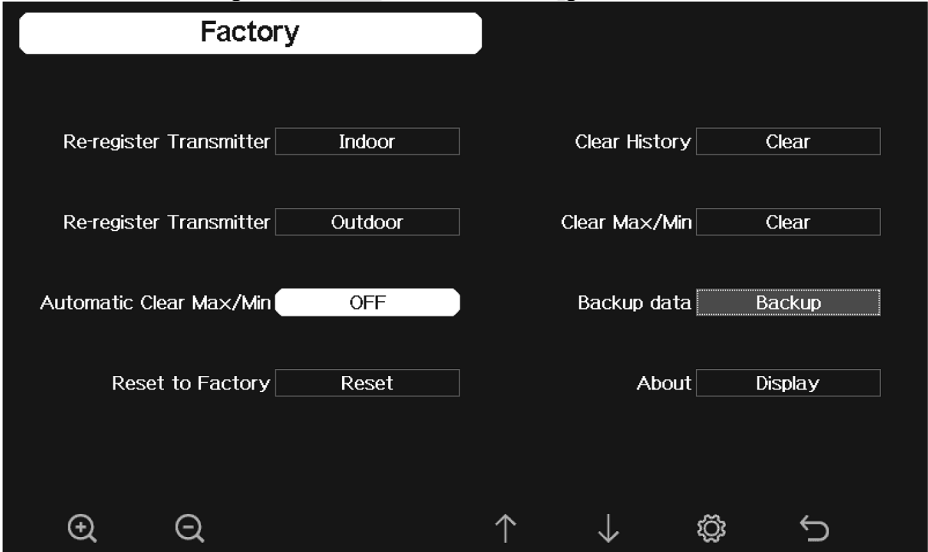 Factory
Re-register Transmitter Indoor
Clear History Clear
Re-register Transmitter Outdoor
Clear Max/Min Clear
Automatic Clear Max/Min OFF
Backup data Backup
Reset to Factory Reset
About Display